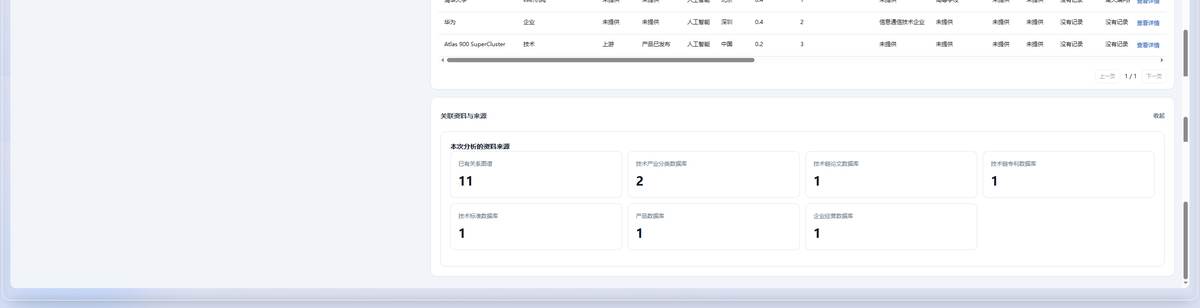 华为 企业 未提供 未提供 人工智能 深圳 0.4 2 信息通信技术企业 未提供 未提供 未提供 没有记录 没有记录 查看详情
Atlas 900 SuperCluster 技术 上游 产品已发布 人工智能 中国 0.2 3 未提供 未提供 未提供 未提供 没有记录 没有记录 查看详情
上一页 1 / 1 下一页
关联资料与来源 收起
本次分析的资料来源
已有关系图谱 技术产业分类数据库 技术链论文数据库 技术链专利数据库
11 2 1 1
技术标准数据库 产品数据库 企业经营数据库
1 1 1